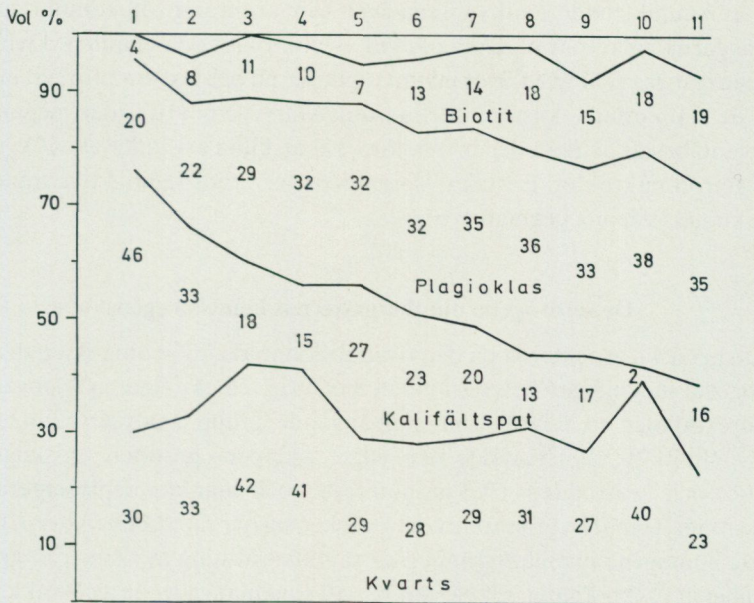 Vol % 1 2 3 4 5 6 7 8 9 10 11
4 8 11 10 7 13 14 18 15 18 19
90
Biotit
20 22 29 32 32 32 35 36 33 38 35
70
Plagioklas
46 33 18 15 27 23 20 13 17 2 16
50
Kalifältspat
30
30 33 42 41 29 28 29 31 27 40 23
10
Kvarts